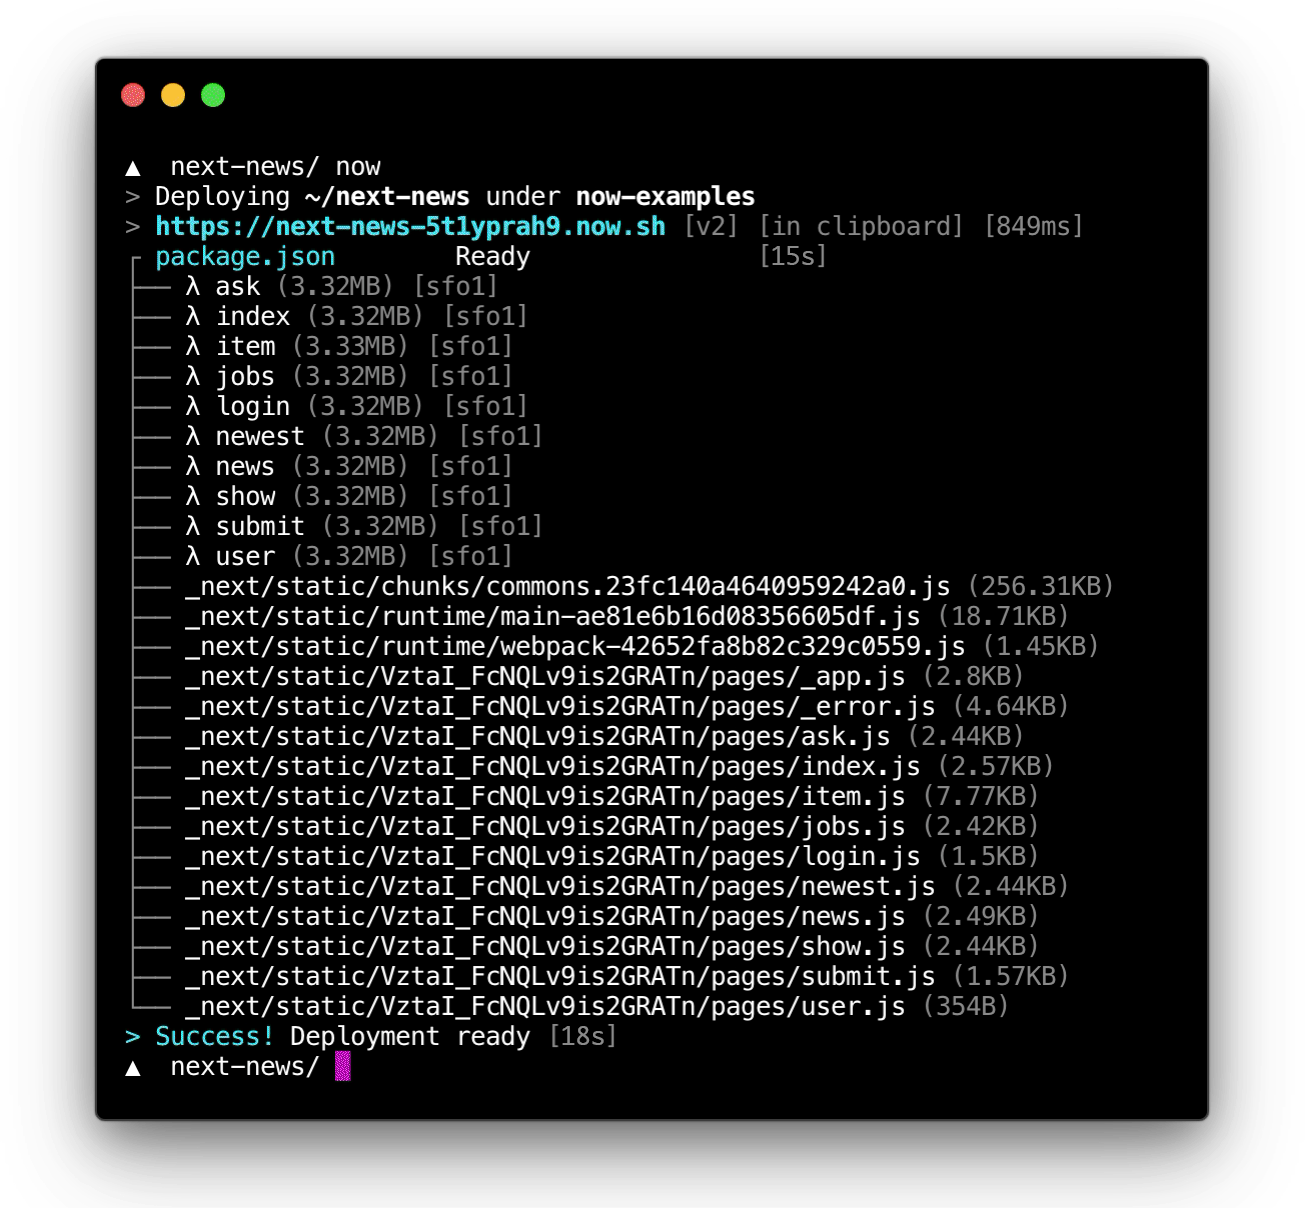 ▲  next-news/ now
> Deploying ~/next-news under now-examples
> https://next-news-5t1yprah9.now.sh [v2] [in clipboard] [849ms]
┌ package.json        Ready               [15s]
├── λ ask (3.32MB) [sfo1]
├── λ index (3.32MB) [sfo1]
├── λ item (3.33MB) [sfo1]
├── λ jobs (3.32MB) [sfo1]
├── λ login (3.32MB) [sfo1]
├── λ newest (3.32MB) [sfo1]
├── λ news (3.32MB) [sfo1]
├── λ show (3.32MB) [sfo1]
├── λ submit (3.32MB) [sfo1]
├── λ user (3.32MB) [sfo1]
├── _next/static/chunks/commons.23fc140a4640959242a0.js (256.31KB)
├── _next/static/runtime/main-ae81e6b16d08356605df.js (18.71KB)
├── _next/static/runtime/webpack-42652fa8b82c329c0559.js (1.45KB)
├── _next/static/VztaI_FcNQLv9is2GRATn/pages/_app.js (2.8KB)
├── _next/static/VztaI_FcNQLv9is2GRATn/pages/_error.js (4.64KB)
├── _next/static/VztaI_FcNQLv9is2GRATn/pages/ask.js (2.44KB)
├── _next/static/VztaI_FcNQLv9is2GRATn/pages/index.js (2.57KB)
├── _next/static/VztaI_FcNQLv9is2GRATn/pages/item.js (7.77KB)
├── _next/static/VztaI_FcNQLv9is2GRATn/pages/jobs.js (2.42KB)
├── _next/static/VztaI_FcNQLv9is2GRATn/pages/login.js (1.5KB)
├── _next/static/VztaI_FcNQLv9is2GRATn/pages/newest.js (2.44KB)
├── _next/static/VztaI_FcNQLv9is2GRATn/pages/news.js (2.49KB)
├── _next/static/VztaI_FcNQLv9is2GRATn/pages/show.js (2.44KB)
├── _next/static/VztaI_FcNQLv9is2GRATn/pages/submit.js (1.57KB)
└── _next/static/VztaI_FcNQLv9is2GRATn/pages/user.js (354B)
> Success! Deployment ready [18s]
▲  next-news/